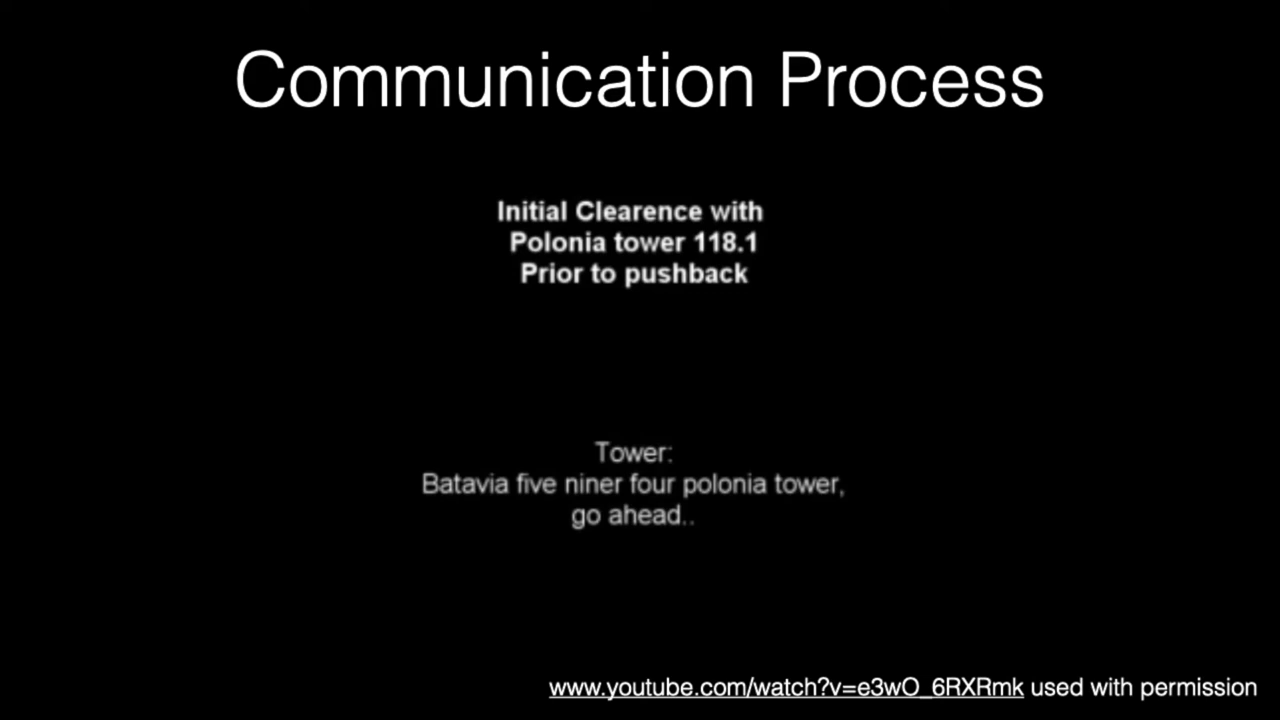 Communication Process
Initial Clearence with
Polonia tower 118.1
Prior to pushback
Tower:
Batavia five niner four polonia tower,
go ahead..
www.youtube.com/watch?v=e3wO_6RXRmk used with permission